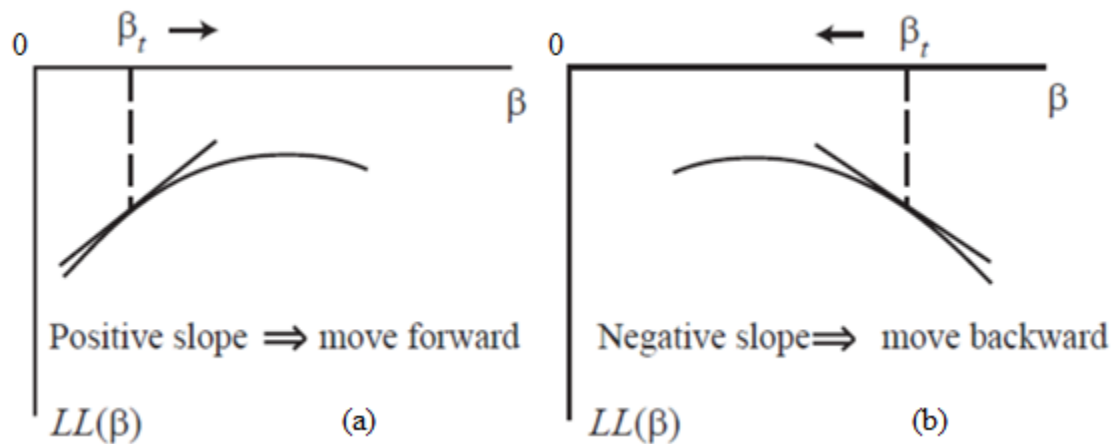 0 βt →
β
Positive slope ⇒ move forward
LL(β) (a)
0 ← βt
β
Negative slope ⇒ move backward
LL(β) (b)